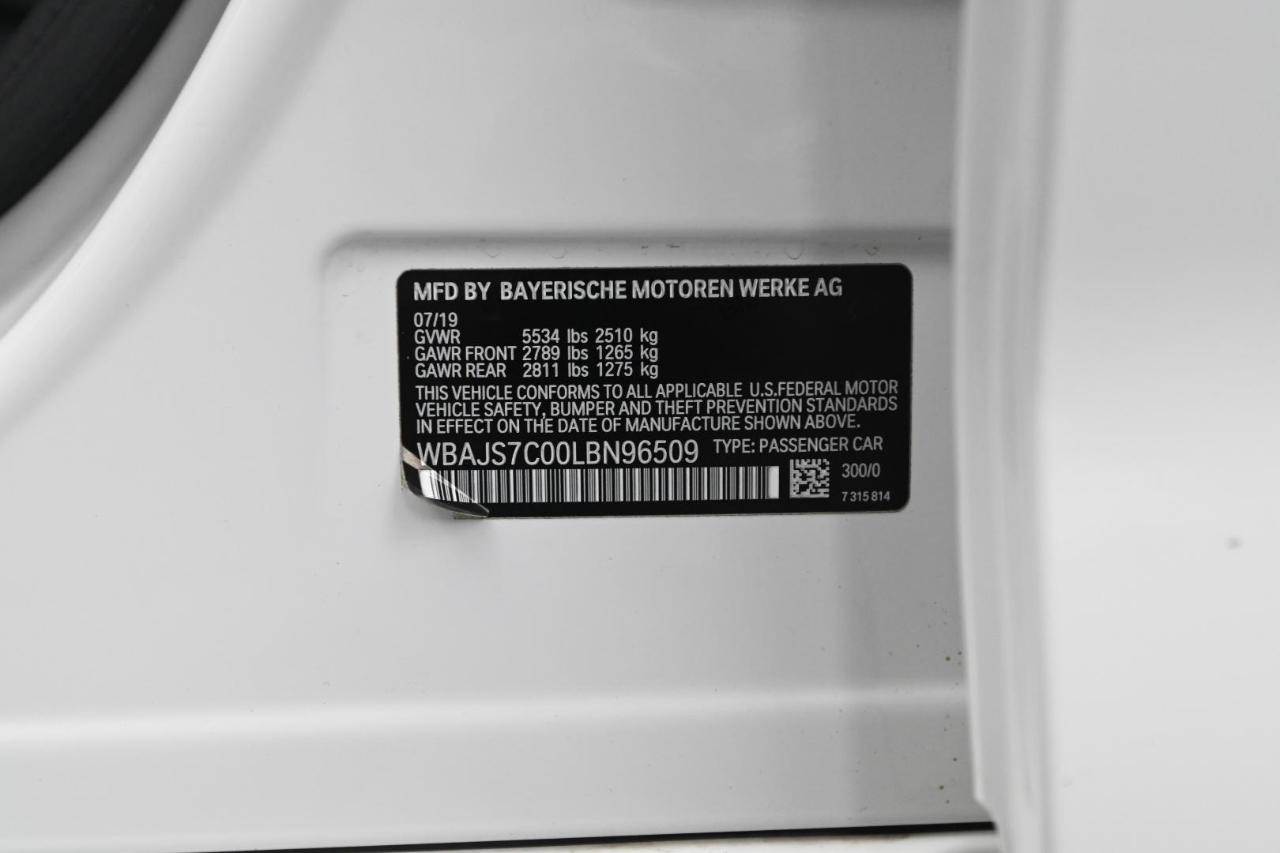 MFD BY BAYERISCHE MOTOREN WERKE AG
07/19
GVWR 5534 lbs 2510 kg
GAWR FRONT 2789 lbs 1265 kg
GAWR REAR 2811 lbs 1275 kg
THIS VEHICLE CONFORMS TO ALL APPLICABLE U.S.FEDERAL MOTOR
VEHICLE SAFETY, BUMPER AND THEFT PREVENTION STANDARDS
IN EFFECT ON THE DATE OF MANUFACTURE SHOWN ABOVE.
WBAJS7C00LBN96509 TYPE: PASSENGER CAR
300/0
7 315 814